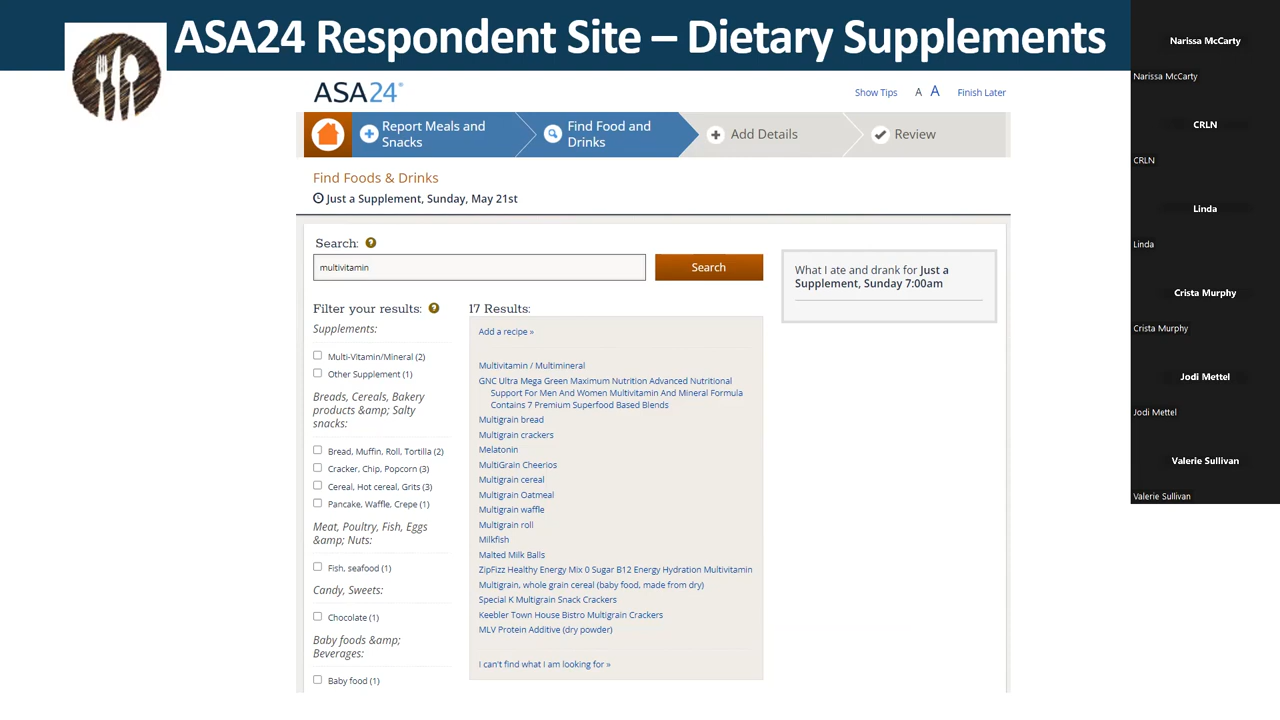 ASA24 Respondent Site – Dietary Supplements
ASA24®
Show Tips
A
A
Finish Later
Report Meals and
Snacks
Find Food and
Drinks
Add Details
Review
Find Foods & Drinks
Just a Supplement, Sunday, May 21st
Search:
multivitamin
Search
What I ate and drank for Just a
Supplement, Sunday 7:00am
Filter your results:
Supplements:
Multi-Vitamin/Mineral (2)
Other Supplement (1)
Breads, Cereals, Bakery
products &amp; Salty
snacks:
Bread, Muffin, Roll, Tortilla (2)
Cracker, Chip, Popcorn (3)
Cereal, Hot cereal, Grits (3)
Pancake, Waffle, Crepe (1)
Meat, Poultry, Fish, Eggs
&amp; Nuts:
Fish, seafood (1)
Candy, Sweets:
Chocolate (1)
Baby foods &amp;
Beverages:
Baby food (1)
17 Results:
Add a recipe »
Multivitamin / Multimineral
GNC Ultra Mega Green Maximum Nutrition Advanced Nutritional
Support For Men And Women Multivitamin And Mineral Formula
Contains 7 Premium Superfood Based Blends
Multigrain bread
Multigrain crackers
Melatonin
MultiGrain Cheerios
Multigrain cereal
Multigrain Oatmeal
Multigrain waffle
Multigrain roll
Milkfish
Malted Milk Balls
ZipFizz Healthy Energy Mix 0 Sugar B12 Energy Hydration Multivitamin
Multigrain, whole grain cereal (baby food, made from dry)
Special K Multigrain Snack Crackers
Keebler Town House Bistro Multigrain Crackers
MLV Protein Additive (dry powder)
I can't find what I am looking for »
Narissa McCarty
Narissa McCarty
CRLN
CRLN
Linda
Linda
Crista Murphy
Crista Murphy
Jodi Mettel
Jodi Mettel
Valerie Sullivan
Valerie Sullivan